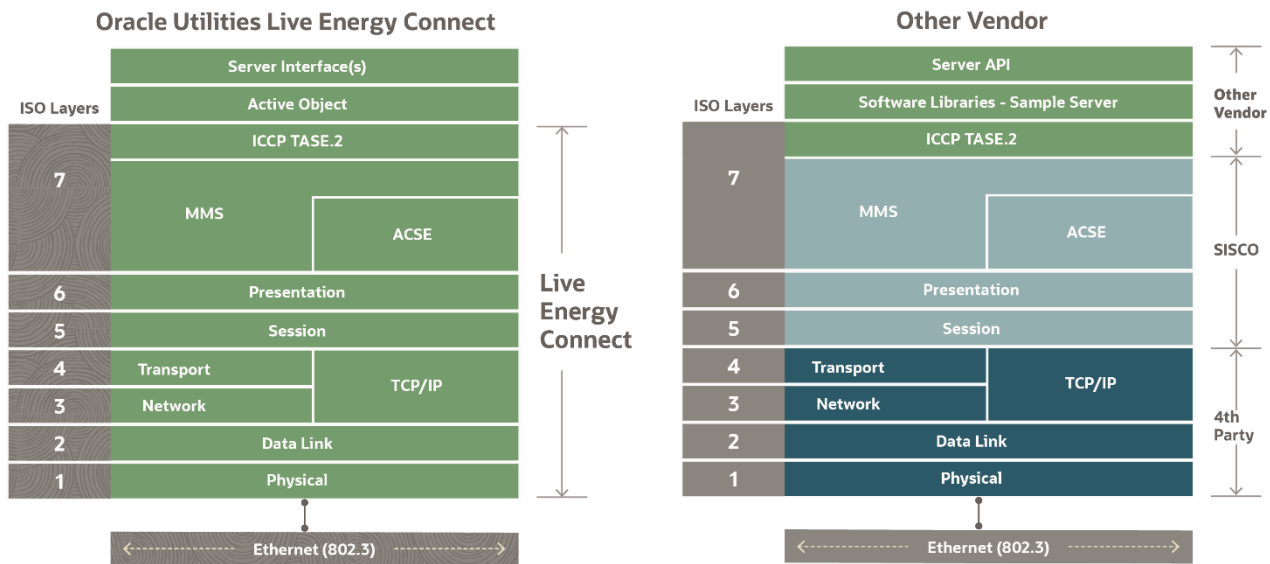 Oracle Utilities Live Energy Connect
Server Interface(s)
ISO Layers
Active Object
ICCP TASE.2
7
MMS
ACSE
6
Presentation
5
Session
4
Transport
TCP/IP
3
Network
2
Data Link
1
Physical
Ethernet (802.3)
Live
Energy
Connect
Other Vendor
Server API
ISO Layers
Software Libraries - Sample Server
ICCP TASE.2
7
MMS
ACSE
6
Presentation
5
Session
4
Transport
TCP/IP
3
Network
2
Data Link
1
Physical
Ethernet (802.3)
Other
Vendor
SISCO
4th
Party